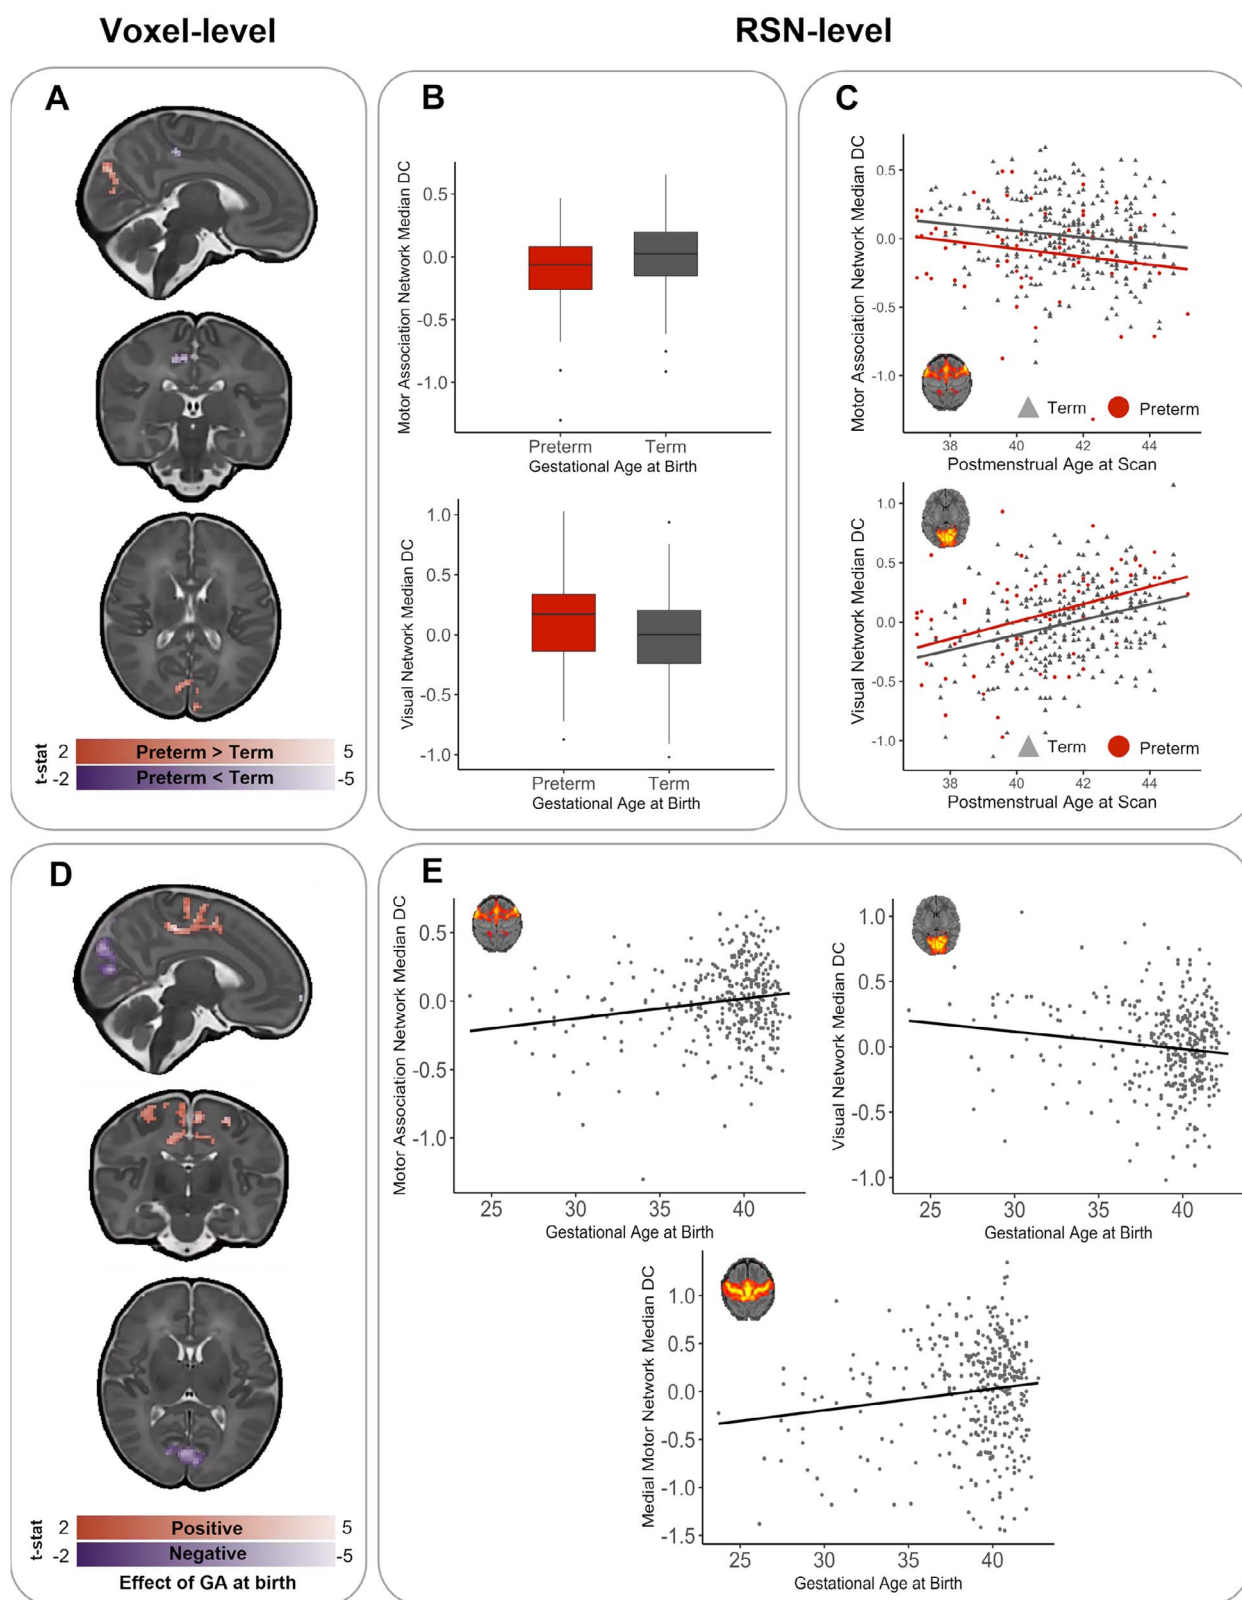 Voxel-level
RSN-level
A
t-stat
2 Preterm > Term 5
-2 Preterm < Term -5
B
Motor Association Network Median DC
0.5
0.0
-0.5
-1.0
Preterm Term
Gestational Age at Birth
Visual Network Median DC
1.0
0.5
0.0
-0.5
-1.0
Preterm Term
Gestational Age at Birth
C
Motor Association Network Median DC
0.5
0.0
-0.5
-1.0
Term Preterm
38 40 42 44
Postmenstrual Age at Scan
Visual Network Median DC
1.0
0.5
0.0
-0.5
-1.0
Term Preterm
38 40 42 44
Postmenstrual Age at Scan
D
t-stat
2 Positive 5
-2 Negative -5
Effect of GA at birth
E
Motor Association Network Median DC
0.5
0.0
-0.5
-1.0
25 30 35 40
Gestational Age at Birth
Visual Network Median DC
1.0
0.5
0.0
-0.5
-1.0
25 30 35 40
Gestational Age at Birth
Medial Motor Network Median DC
1.0
0.5
0.0
-0.5
-1.0
-1.5
25 30 35 40
Gestational Age at Birth